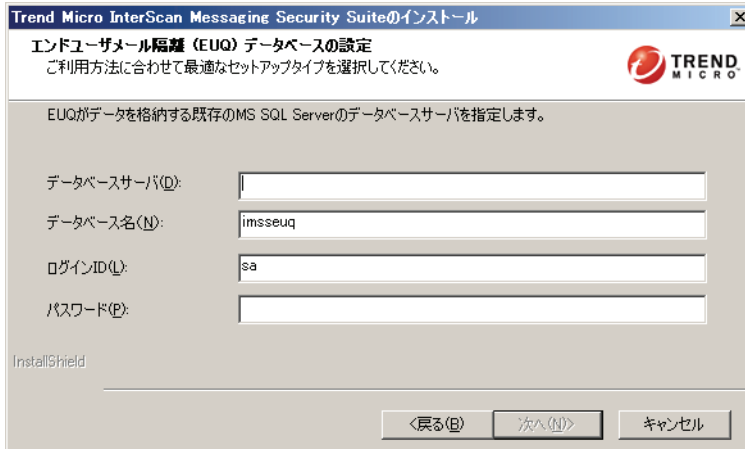 Trend Micro InterScan Messaging Security Suiteのインストール
エンドユーザメール隔離 (EUQ) データベースの設定
ご利用方法に合わせて最適なセットアップタイプを選択してください。
TREND
MICRO
EUQがデータを格納する既存のMS SQL Serverのデータベースサーバを指定します。
データベースサーバ(D):
データベース名(N): imsseuq
ログインID(L): sa
パスワード(P):
InstallShield
<戻る(B) 次へ(N)> キャンセル